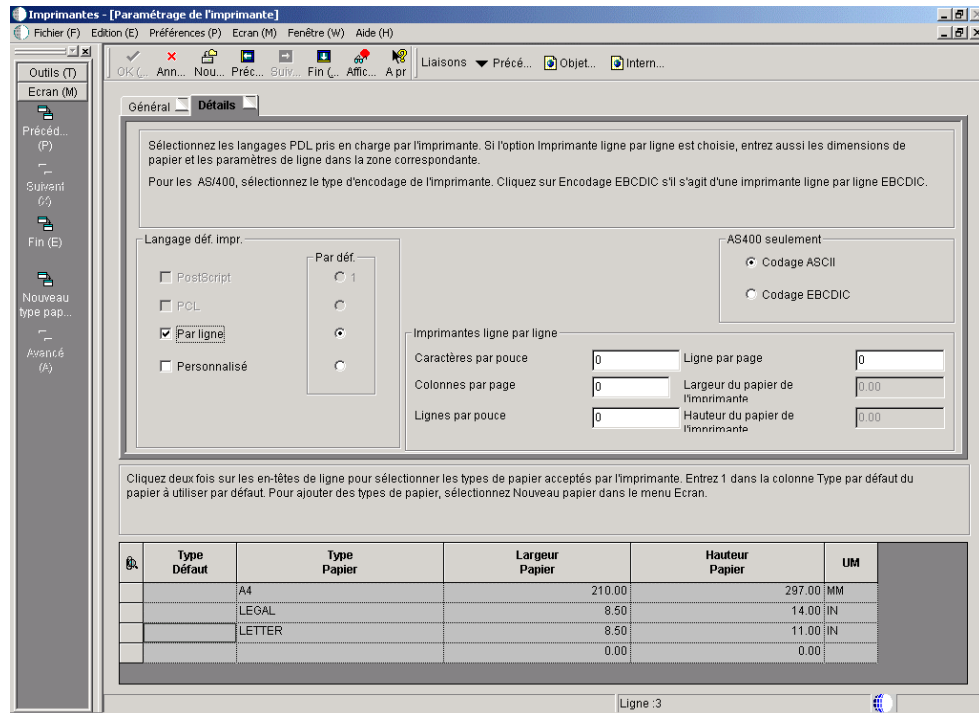 Imprimantes - [Paramétrage de l'imprimante]
Fichier (F) Edition (E) Préférences (P) Ecran (M) Fenêtre (W) Aide (H)
Outils (T)
Ecran (M)
Précéd...
(P)
Suivant
Fin (E)
Nouveau
type pap...
Avancé
(A)
OK (... Ann... Nou... Préc... Suiv... Fin (... Affic... A pr
Liaisons Précé... Objet... Intern...
Général Détails
Sélectionnez les langages PDL pris en charge par l'imprimante. Si l'option Imprimante ligne par ligne est choisie, entrez aussi les dimensions de
papier et les paramètres de ligne dans la zone correspondante.
Pour les AS/400, sélectionnez le type d'encodage de l'imprimante. Cliquez sur Encodage EBCDIC s'il s'agit d'une imprimante ligne par ligne EBCDIC.
Langage déf. impr.
Par déf.
PostScript 1
PCL
Par ligne
Personnalisé
AS400 seulement
Codage ASCII
Codage EBCDIC
Imprimantes ligne par ligne
Caractères par pouce 0 Ligne par page 0
Colonnes par page 0 Largeur du papier de l'imprimante 0.00
Lignes par pouce 0 Hauteur du papier de l'imprimante 0.00
Cliquez deux fois sur les en-têtes de ligne pour sélectionner les types de papier acceptés par l'imprimante. Entrez 1 dans la colonne Type par défaut du
papier à utiliser par défaut. Pour ajouter des types de papier, sélectionnez Nouveau papier dans le menu Ecran.
Type Défaut Type Papier Largeur Papier Hauteur Papier UM
A4 210.00 297.00 MM
LEGAL 8.50 14.00 IN
LETTER 8.50 11.00 IN
0.00 0.00
Ligne :3